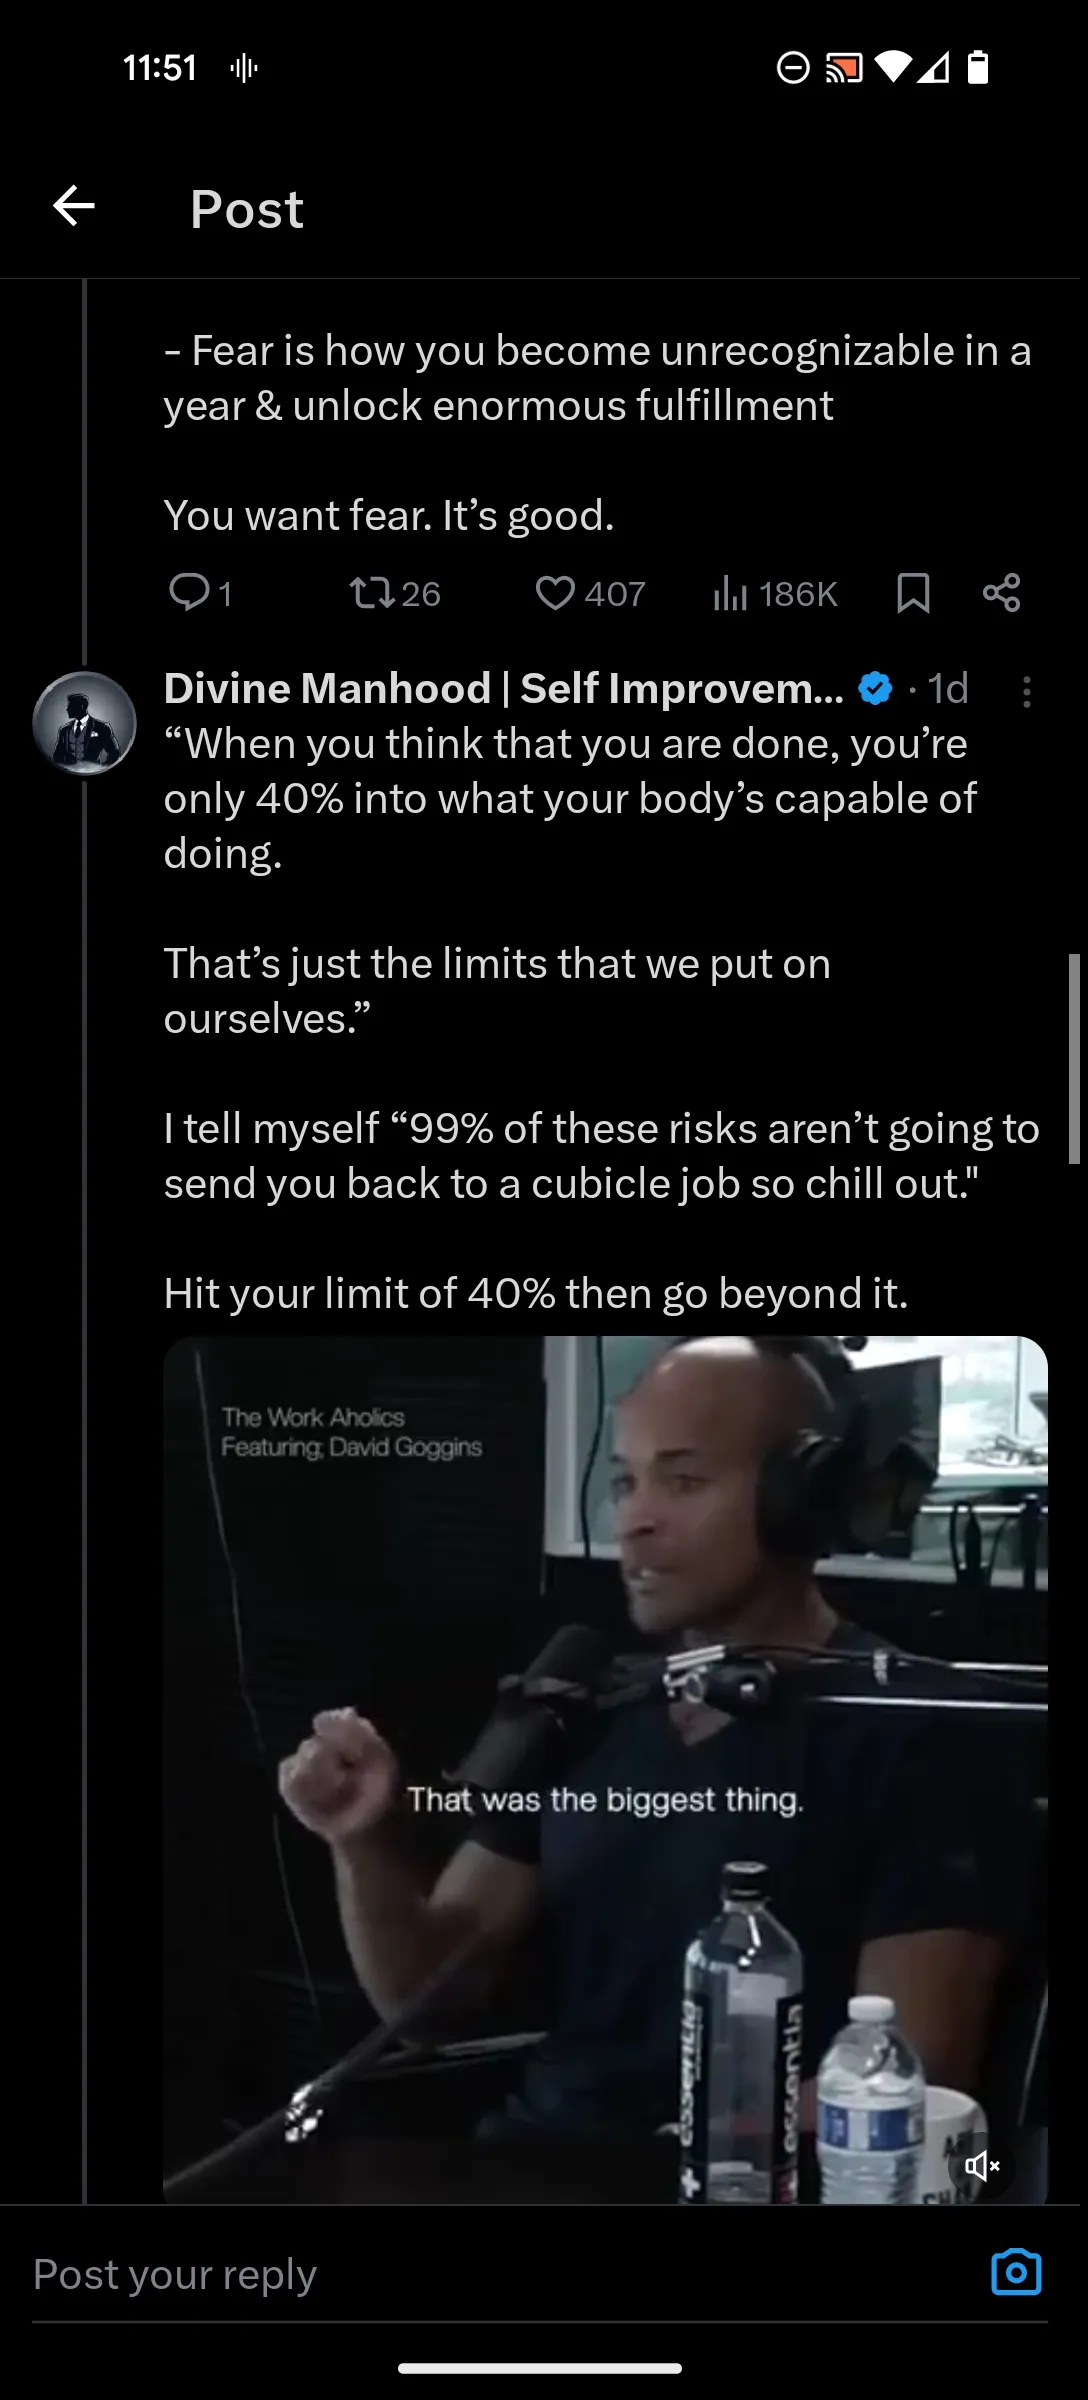 11:51
Post
- Fear is how you become unrecognizable in a
year & unlock enormous fulfillment
You want fear. It’s good.
1 26 407 186K
Divine Manhood | Self Improvem... · 1d
“When you think that you are done, you’re
only 40% into what your body’s capable of
doing.
That’s just the limits that we put on
ourselves.”
I tell myself “99% of these risks aren’t going to
send you back to a cubicle job so chill out."
Hit your limit of 40% then go beyond it.
The Work Aholics
Featuring; David Goggins
That was the biggest thing.
essentia
essentia
Post your reply